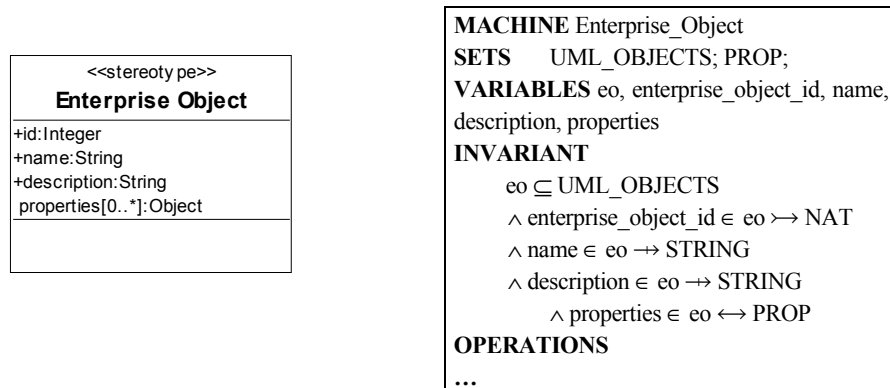 <<stereoty pe>>
Enterprise Object
+id:Integer
+name:String
+description:String
properties[0..*]:Object
MACHINE Enterprise_Object
SETS UML_OBJECTS; PROP;
VARIABLES eo, enterprise_object_id, name,
description, properties
INVARIANT
eo ⊆ UML_OBJECTS
∧ enterprise_object_id ∈ eo ↣ NAT
∧ name ∈ eo ⇸ STRING
∧ description ∈ eo ⇸ STRING
∧ properties ∈ eo ↔ PROP
OPERATIONS
…